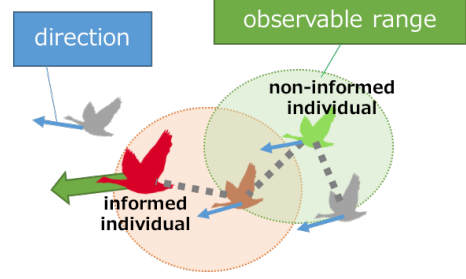 direction
observable range
non-informed
individual
informed
individual